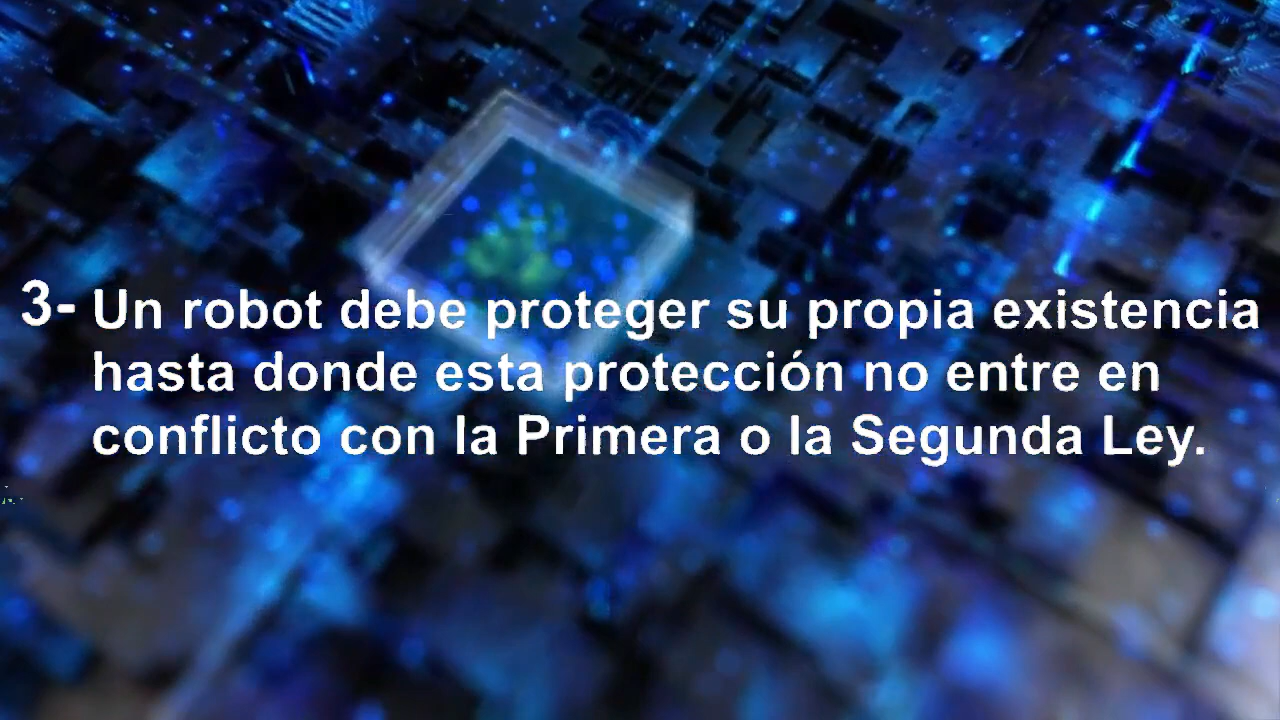 3- Un robot debe proteger su propia existencia
hasta donde esta protección no entre en
conflicto con la Primera o la Segunda Ley.